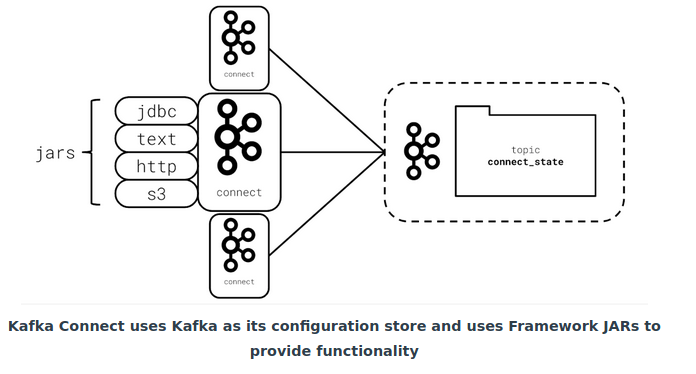 connect
jdbc
text
http
s3
jars
connect
connect
topic
connect_state
Kafka Connect uses Kafka as its configuration store and uses Framework JARs to
provide functionality